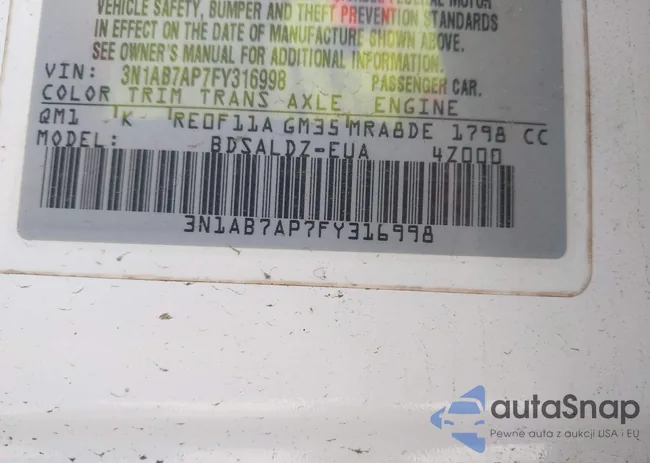 VEHICLE SAFETY, BUMPER AND THEFT PREVENTION STANDARDS
IN EFFECT ON THE DATE OF MANUFACTURE SHOWN ABOVE.
SEE OWNER'S MANUAL FOR ADDITIONAL INFORMATION.
VIN: 3N1AB7AP7FY316998 PASSENGER CAR.
COLOR TRIM TRANS AXLE ENGINE
QM1 K RE0F11A GM35 MRA8DE 1798 CC
MODEL: BDSALDZ-EUA 4Z000
3N1AB7AP7FY316998
autaSnap
Pewne auta z aukcji USA i EU